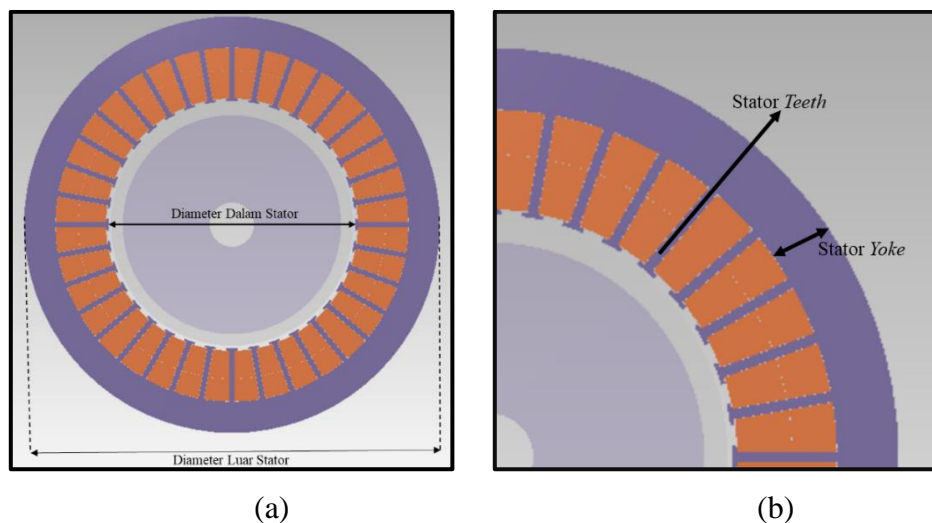 Diameter Dalam Stator
Diameter Luar Stator
Stator Teeth
Stator Yoke
(a)
(b)